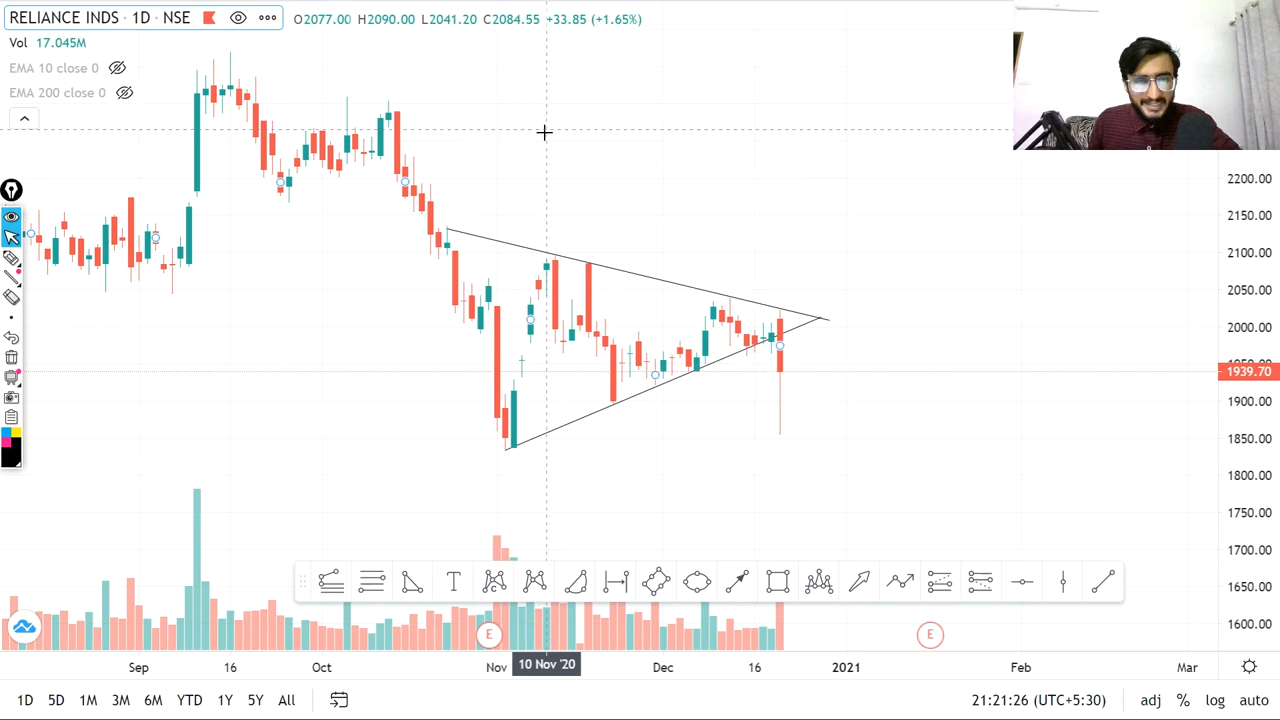 RELIANCE INDS · 1D · NSE O2077.00 H2090.00 L2041.20 C2084.55 +33.85 (+1.65%)
Vol 17.045M
EMA 10 close 0
EMA 200 close 0
2200.00
2150.00
2100.00
2050.00
2000.00
1939.70
1900.00
1850.00
1800.00
1750.00
1700.00
1650.00
1600.00
T
C
E E
Sep 16 Oct Nov 10 Nov '20 Dec 16 2021 Feb Mar
1D 5D 1M 3M 6M YTD 1Y 5Y All 21:21:26 (UTC+5:30) adj % log auto